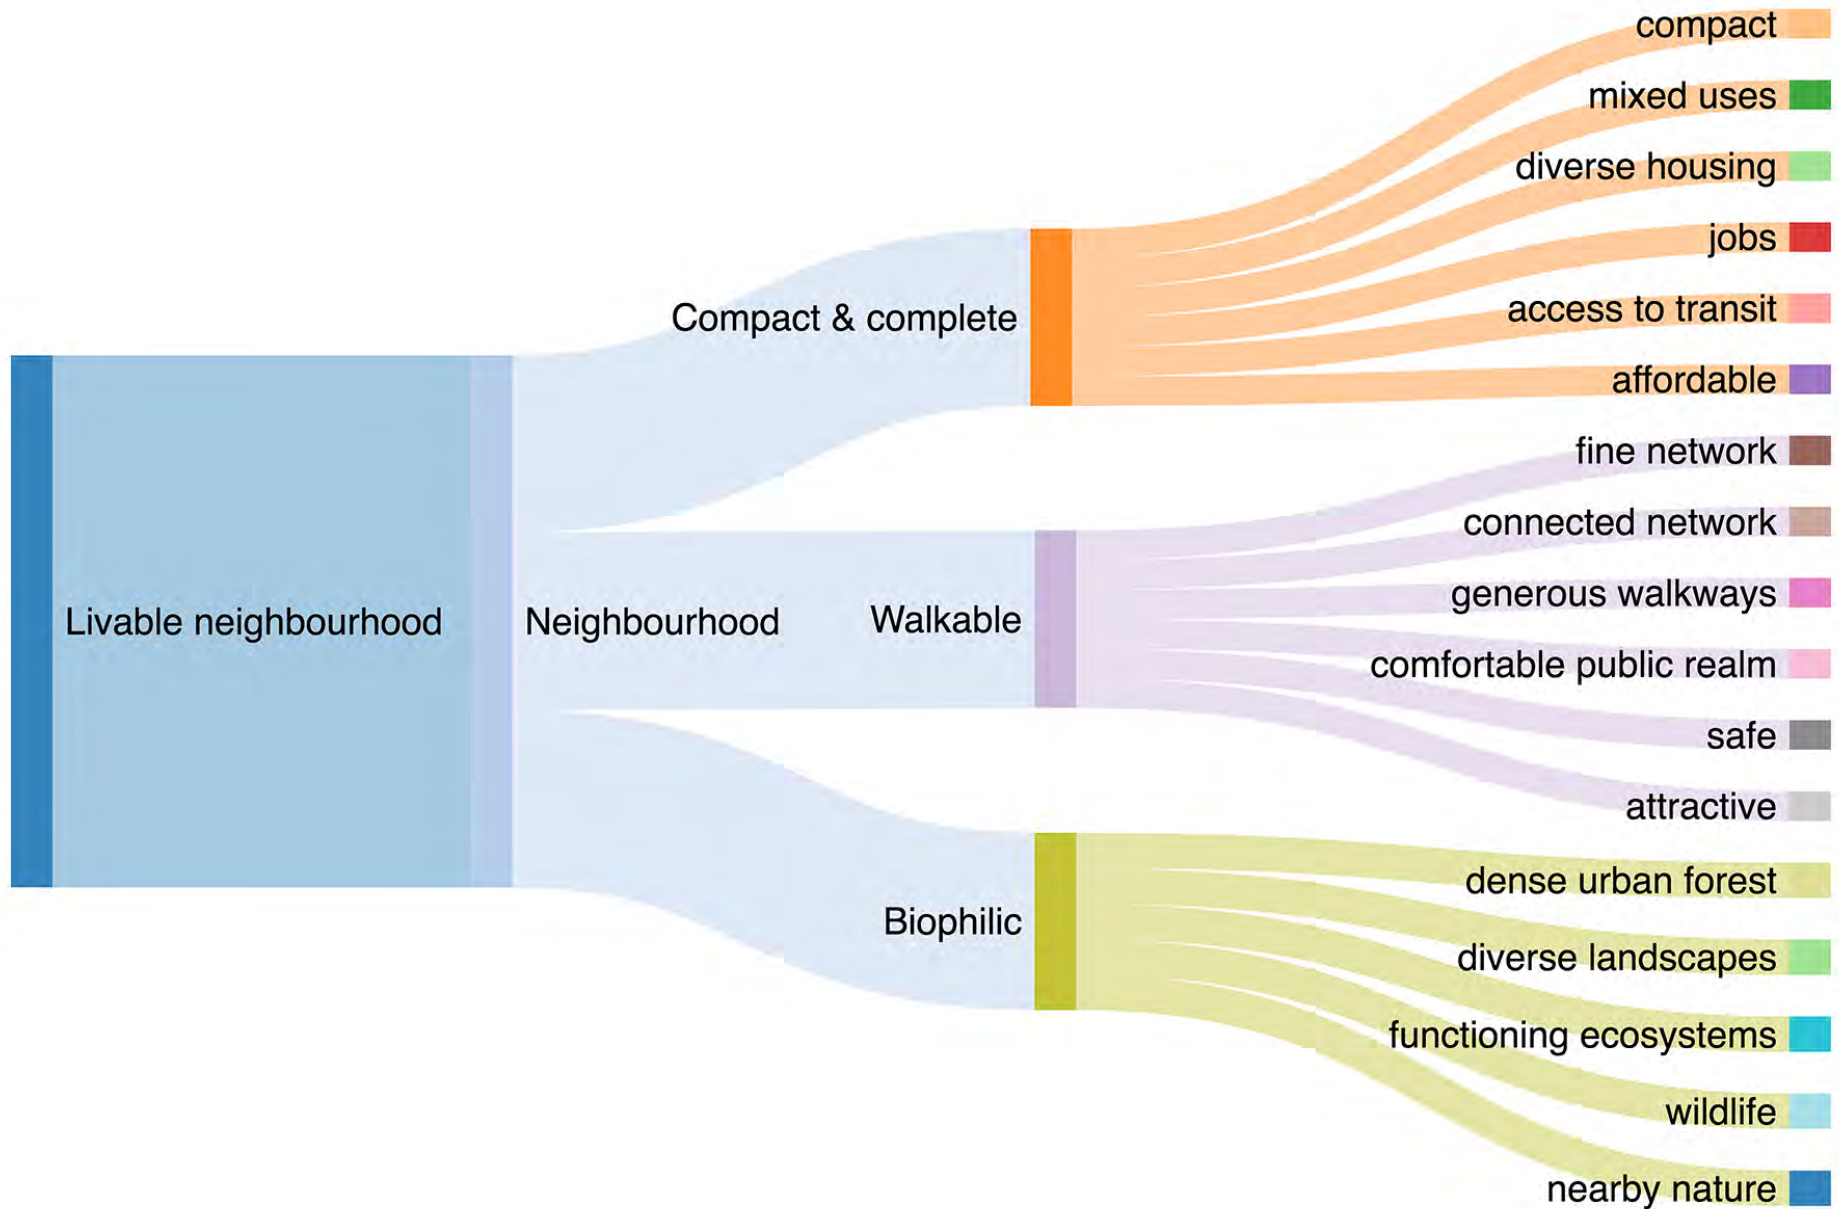 Livable neighbourhood
Neighbourhood
Compact & complete
Walkable
Biophilic
compact
mixed uses
diverse housing
jobs
access to transit
affordable
fine network
connected network
generous walkways
comfortable public realm
safe
attractive
dense urban forest
diverse landscapes
functioning ecosystems
wildlife
nearby nature